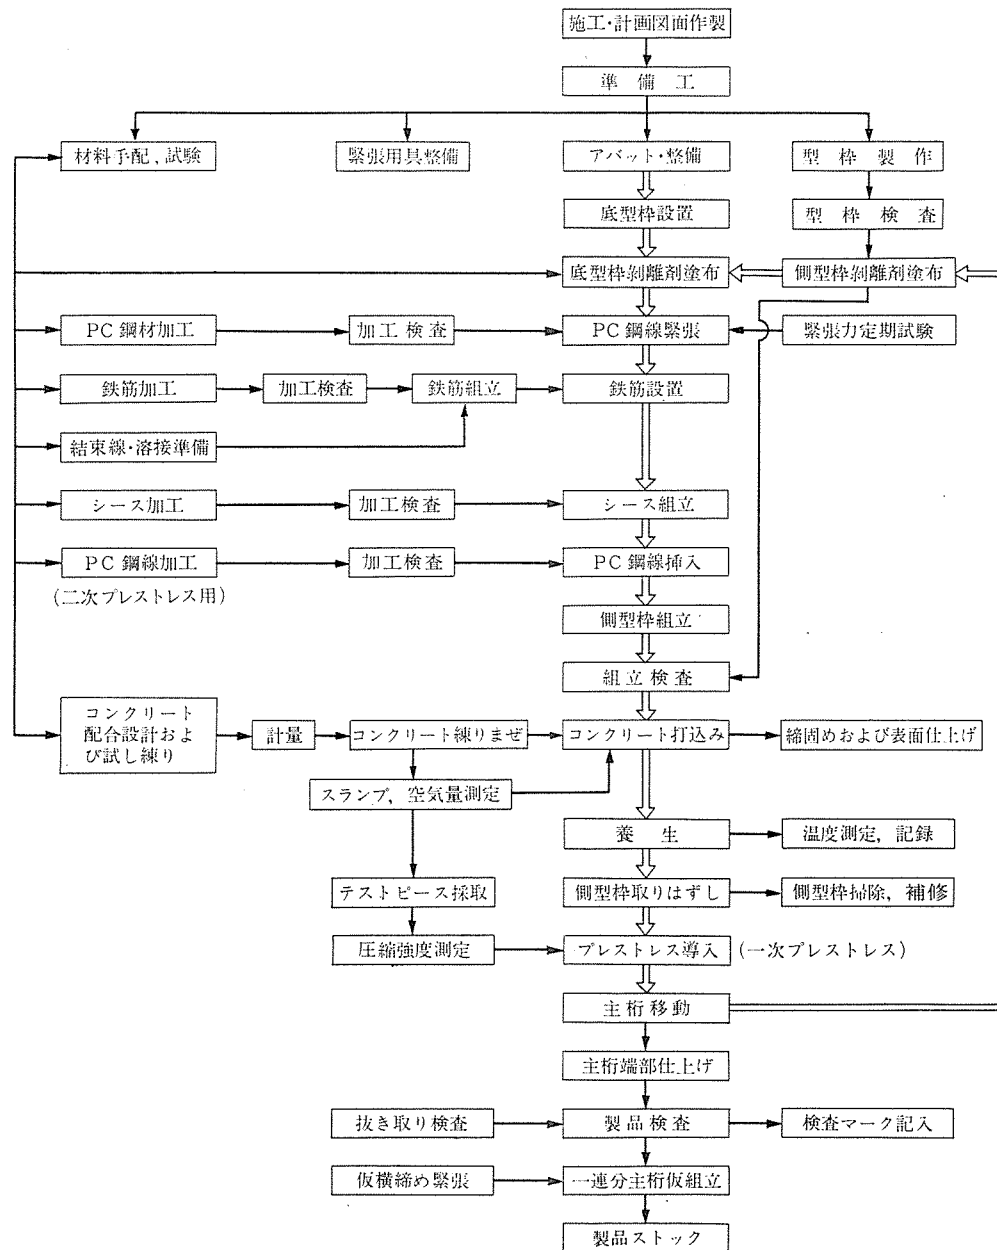 施工・計画図面作製
準備工
材料手配、試験
緊張用具整備
アバット・整備
型枠製作
底型枠設置
型枠検査
底型枠剥離剤塗布
側型枠剥離剤塗布
PC鋼材加工
加工検査
PC鋼線緊張
緊張力定期試験
鉄筋加工
加工検査
鉄筋組立
鉄筋設置
結束線・溶接準備
シース加工
加工検査
シース組立
PC鋼線加工
加工検査
PC鋼線挿入
(二次プレストレス用)
側型枠組立
組立検査
コンクリート
配合設計およ
び試し練り
計量
コンクリート練りまぜ
コンクリート打込み
締固めおよび表面仕上げ
スランプ，空気量測定
養生
温度測定，記録
テストピース採取
側型枠取りはずし
側型枠掃除，補修
圧縮強度測定
プレストレス導入
(一次プレストレス)
主桁移動
主桁端部仕上げ
抜き取り検査
製品検査
検査マーク記入
仮横締め緊張
一連分主桁仮組立
製品ストック